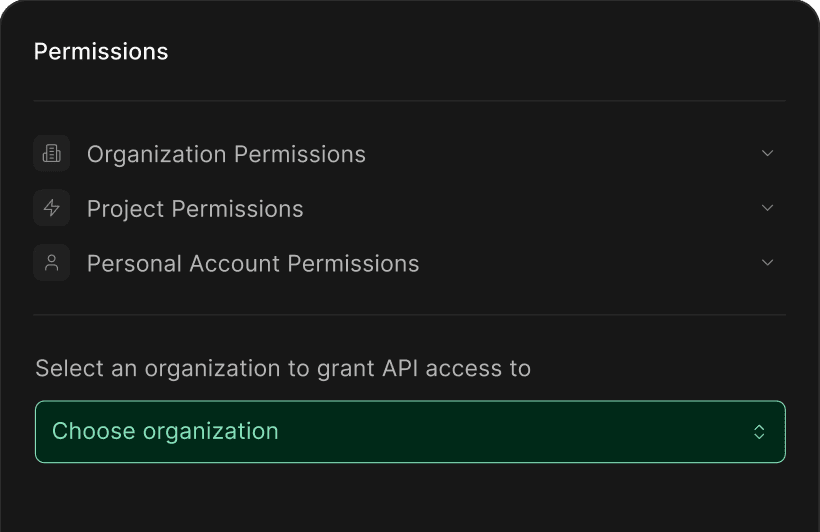 Permissions
Organization Permissions
Project Permissions
Personal Account Permissions
Select an organization to grant API access to
Choose organization